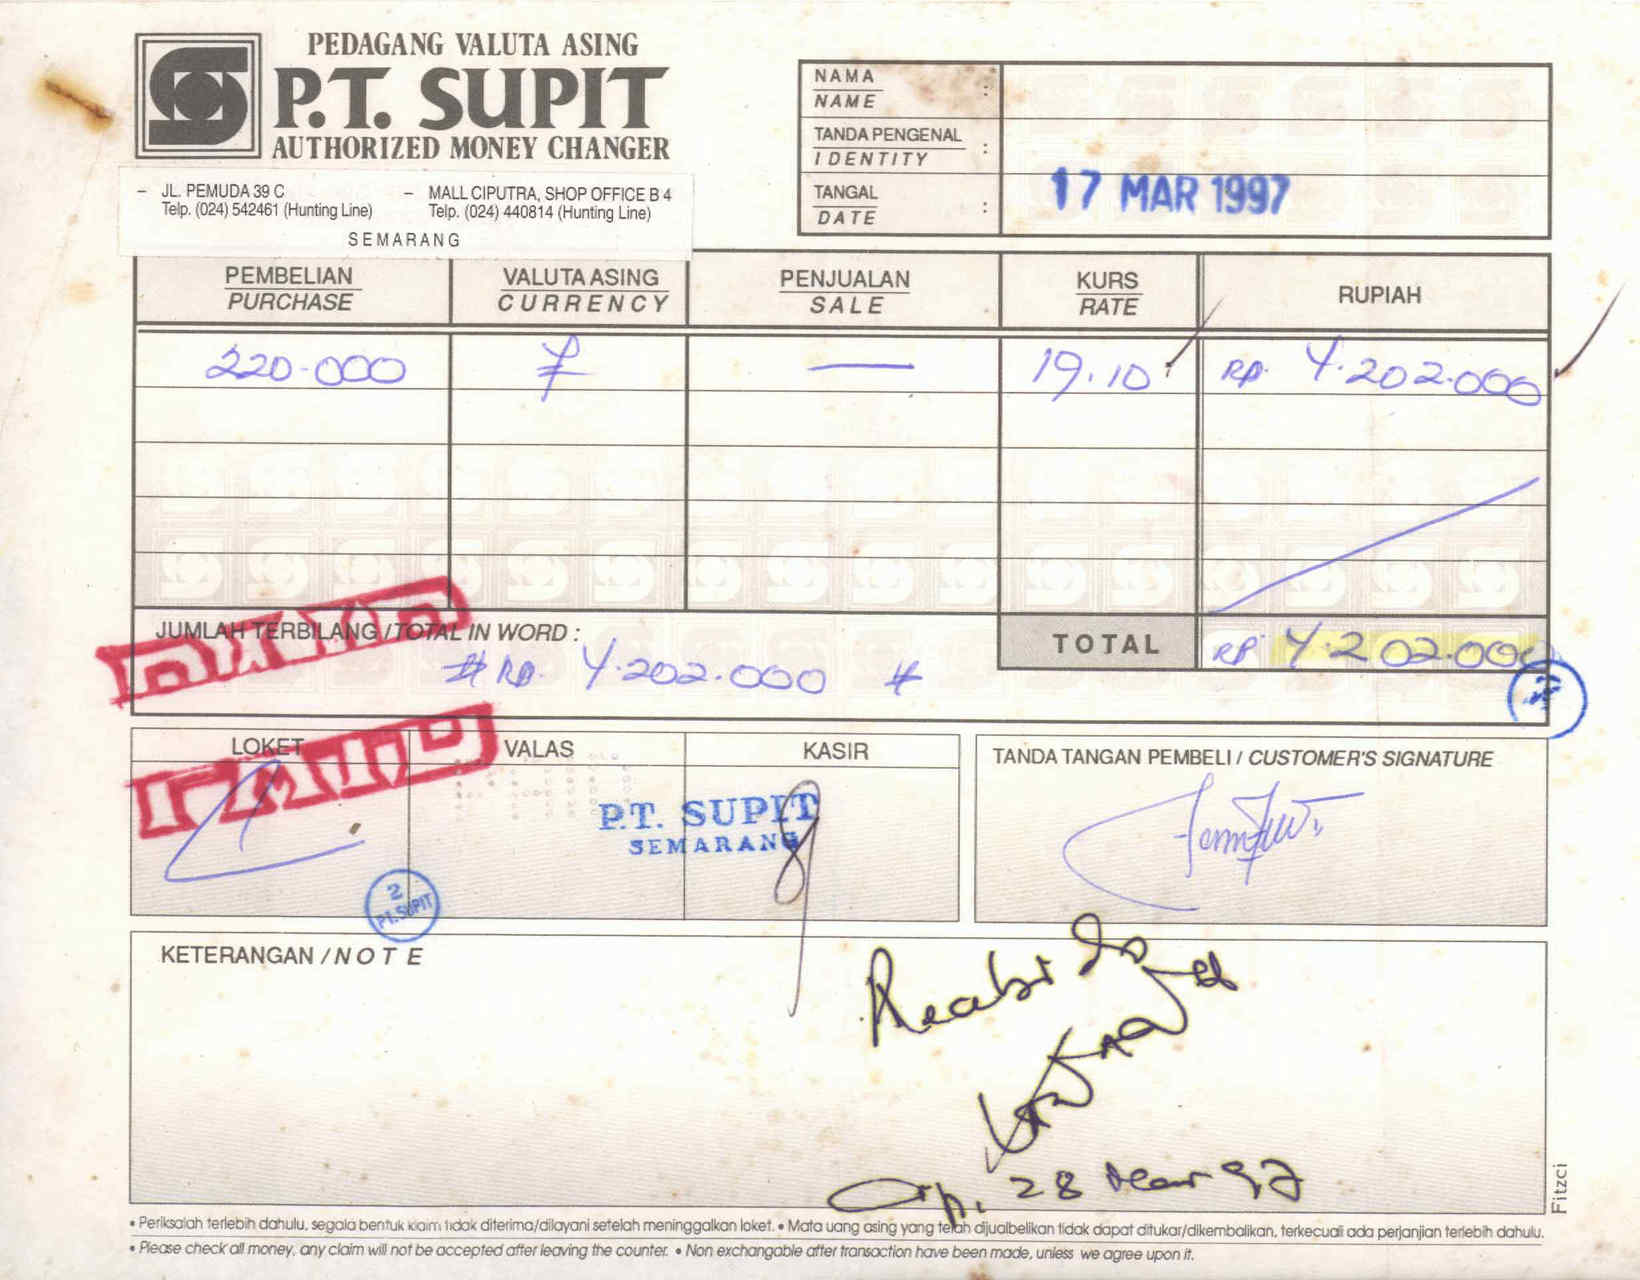 PEDAGANG VALUTA ASING
P.T. SUPIT
AUTHORIZED MONEY CHANGER
- JL. PEMUDA 39 C
Telp. (024) 542461 (Hunting Line)
- MALL CIPUTRA, SHOP OFFICE B 4
Telp. (024) 440814 (Hunting Line)
SEMARANG
NAMA :
NAME
TANDA PENGENAL :
IDENTITY
TANGAL :
DATE
17 MAR 1997
PEMBELIAN VALUTA ASING PENJUALAN KURS RUPIAH
PURCHASE CURRENCY SALE RATE
220.000 — 19.10 RP. 4.202.000
JUMLAH TERBILANG / TOTAL IN WORD :
# RP. 4.202.000 #
TOTAL RP 4.202.000
PAID
PAID
LOKET VALAS KASIR
P.T. SUPIT
SEMARANG
2
PT. SUPIT
TANDA TANGAN PEMBELI / CUSTOMER'S SIGNATURE
KETERANGAN / NOTE
28 Mar 97
Fitzci
• Periksalah terlebih dahulu, segala bentuk klaim tidak diterima/dilayani setelah meninggalkan loket. • Mata uang asing yang telah dijualbelikan tidak dapat ditukar/dikembalikan, terkecuali ada perjanjian terlebih dahulu.
• Please check all money, any claim will not be accepted after leaving the counter. • Non exchangable after transaction have been made, unless we agree upon it.